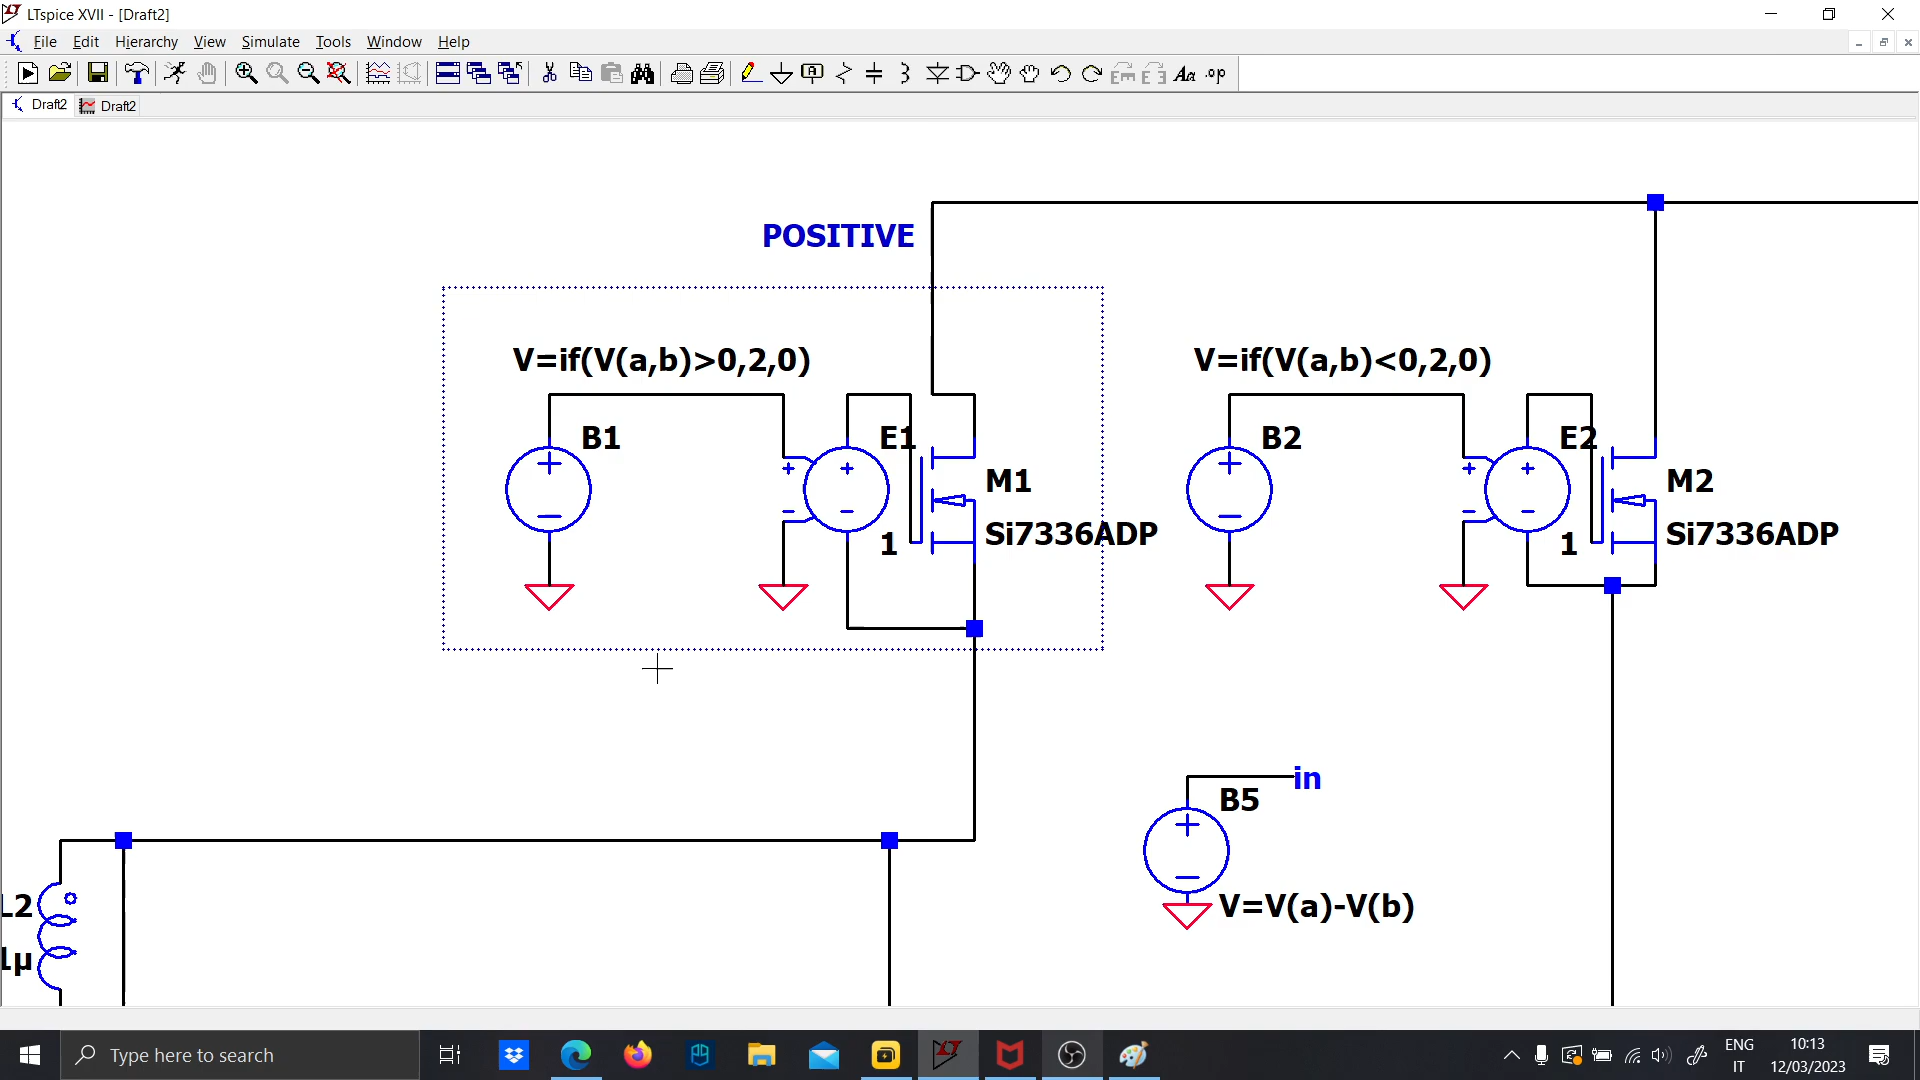 LTspice XVII - [Draft2]
File Edit Hierarchy View Simulate Tools Window Help
Draft2 Draft2
POSITIVE
V=if(V(a,b)>0,2,0)
B1
E1
M1
Si7336ADP
1
V=if(V(a,b)<0,2,0)
B2
E2
M2
Si7336ADP
1
in
B5
V=V(a)-V(b)
L2
1µ
Type here to search
ENG
IT
10:13
12/03/2023